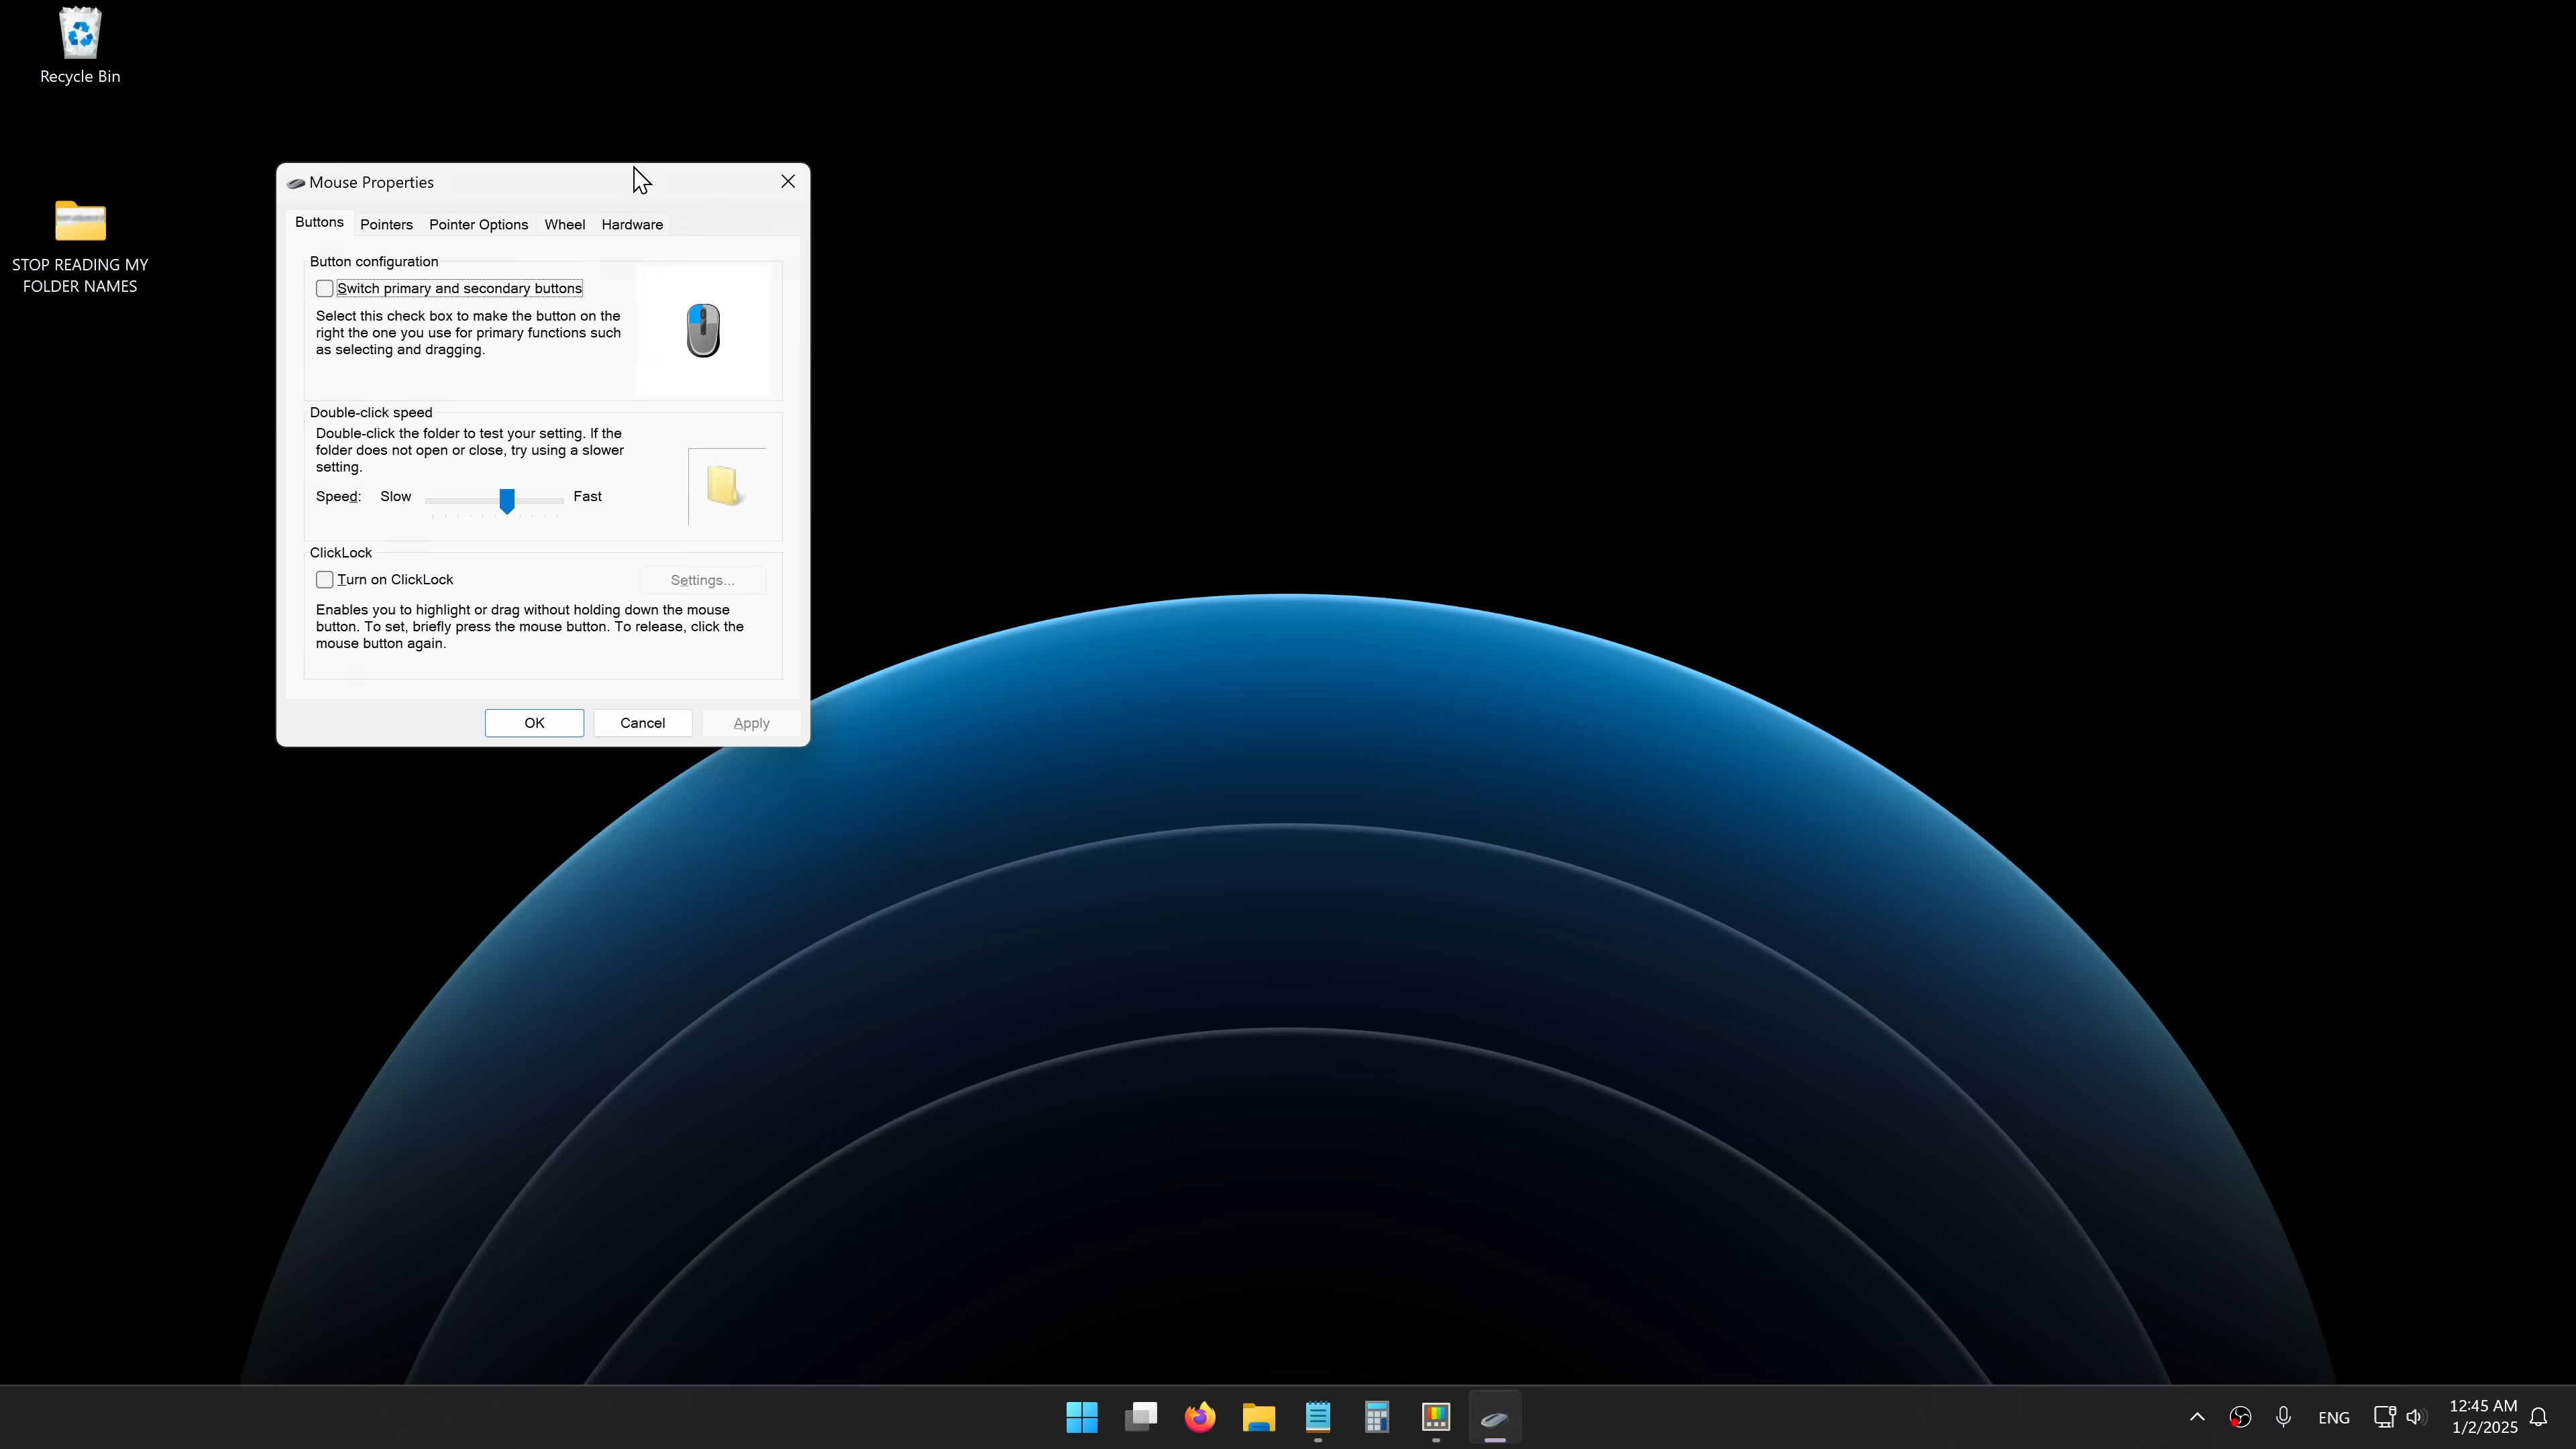 Recycle Bin
STOP READING MY
FOLDER NAMES
Mouse Properties
Buttons Pointers Pointer Options Wheel Hardware
Button configuration
Switch primary and secondary buttons
Select this check box to make the button on the
right the one you use for primary functions such
as selecting and dragging.
Double-click speed
Double-click the folder to test your setting. If the
folder does not open or close, try using a slower
setting.
Speed: Slow Fast
ClickLock
Turn on ClickLock Settings...
Enables you to highlight or drag without holding down the mouse
button. To set, briefly press the mouse button. To release, click the
mouse button again.
OK Cancel Apply
ENG
12:45 AM
1/2/2025